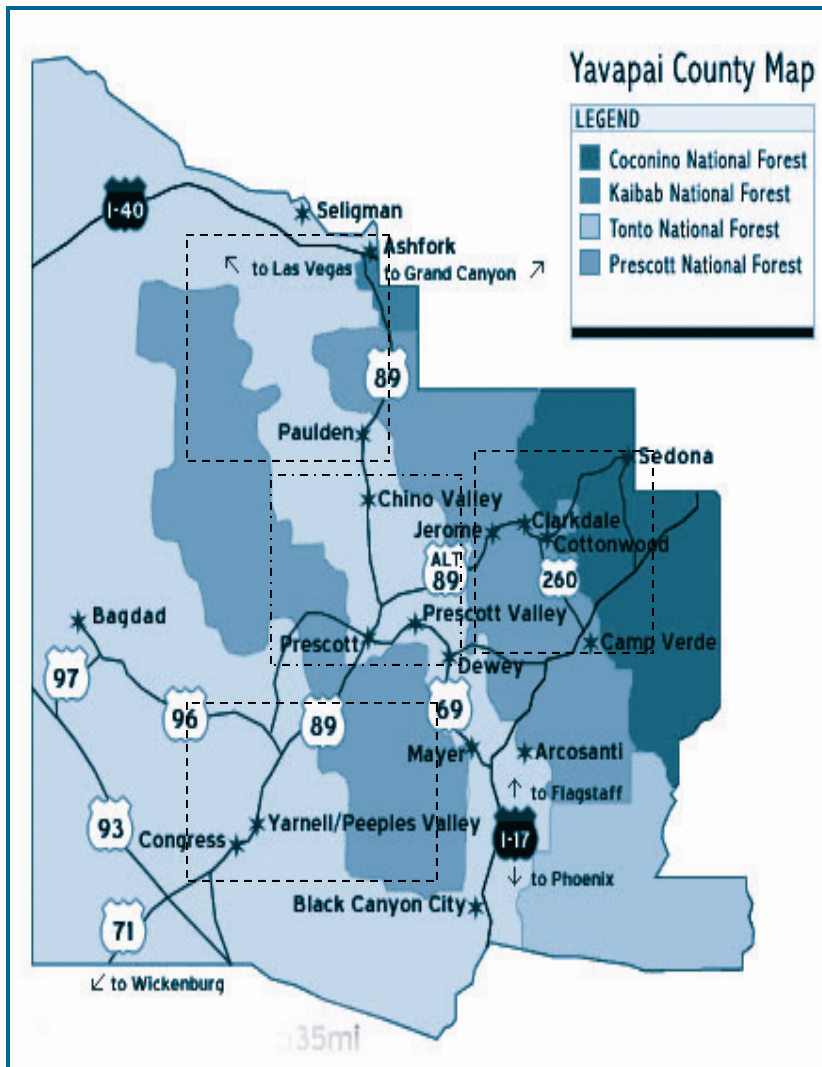 Yavapai County Map
LEGEND
Coconino National Forest
Kaibab National Forest
Tonto National Forest
Prescott National Forest
I-40
Seligman
Ashfork
to Las Vegas
to Grand Canyon
89
Paulden
Sedona
Chino Valley
Clarkdale
Jerome
Cottonwood
ALT
89
260
Bagdad
Prescott Valley
Prescott
Camp Verde
Dewey
97
96
89
69
Mayer
Arcosanti
to Flagstaff
93
Yarnell/Peeples Valley
Congress
I-17
to Phoenix
Black Canyon City
71
to Wickenburg
35mi